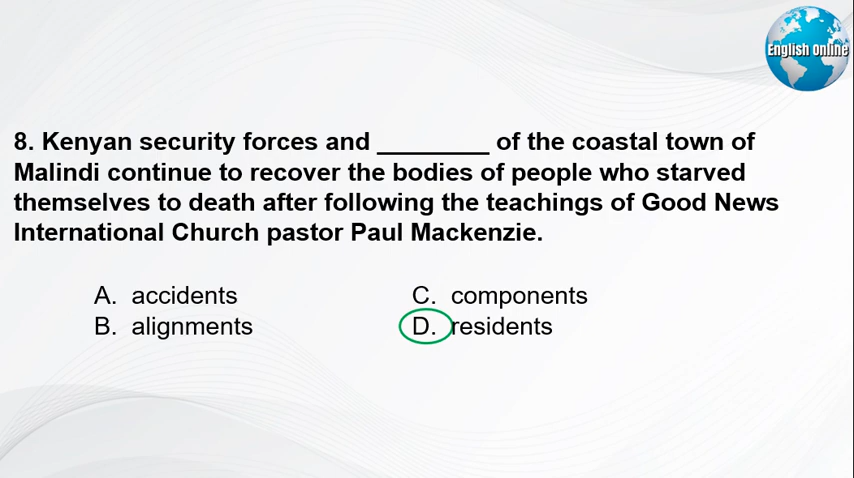 English Online
8. Kenyan security forces and ________ of the coastal town of
Malindi continue to recover the bodies of people who starved
themselves to death after following the teachings of Good News
International Church pastor Paul Mackenzie.
A. accidents
B. alignments
C. components
D. residents